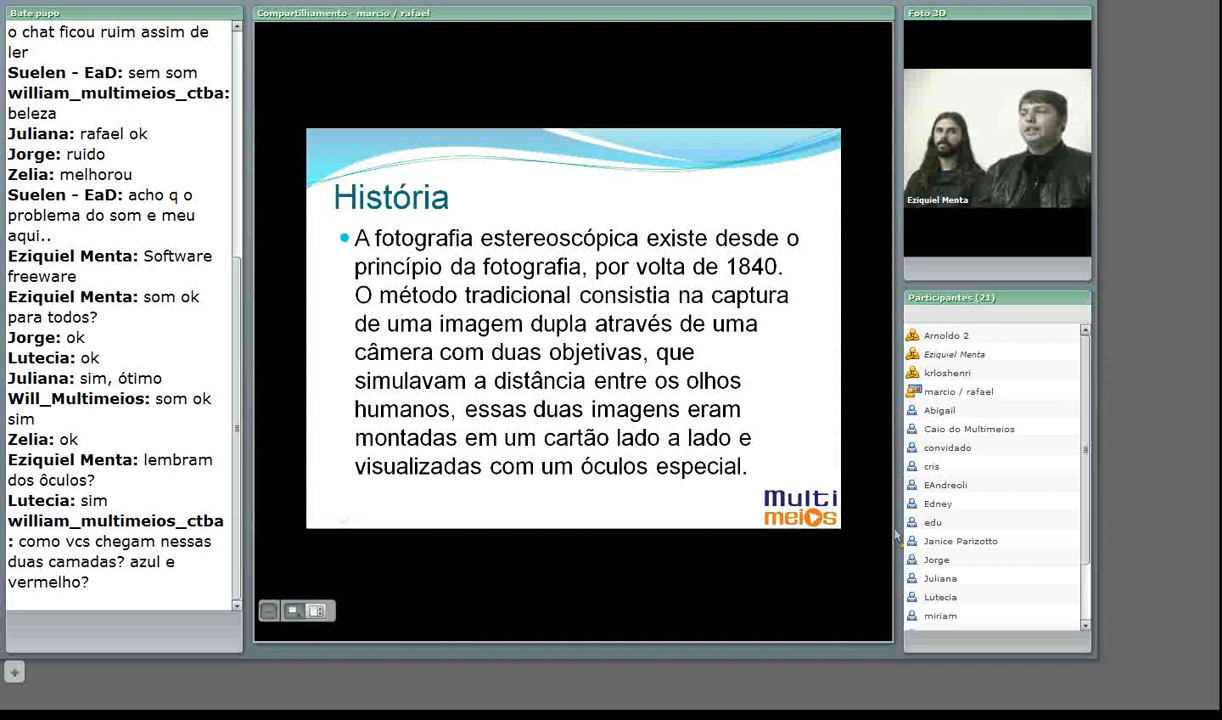 Bate papo
o chat ficou ruim assim de
ler
Suelen - EaD: sem som
william_multimeios_ctba:
beleza
Juliana: rafael ok
Jorge: ruido
Zelia: melhorou
Suelen - EaD: acho q o
problema do som e meu
aqui..
Eziquiel Menta: Software
freeware
Eziquiel Menta: som ok
para todos?
Jorge: ok
Lutecia: ok
Juliana: sim, ótimo
Will_Multimeios: som ok
sim
Zelia: ok
Eziquiel Menta: lembram
dos ôculos?
Lutecia: sim
william_multimeios_ctba
: como vcs chegam nessas
duas camadas? azul e
vermelho?
Compartilhamento - marcio / rafael
História
A fotografia estereoscópica existe desde o
princípio da fotografia, por volta de 1840.
O método tradicional consistia na captura
de uma imagem dupla através de uma
câmera com duas objetivas, que
simulavam a distância entre os olhos
humanos, essas duas imagens eram
montadas em um cartão lado a lado e
visualizadas com um óculos especial.
Multi
meios
Foto 3D
Eziquiel Menta
Participantes (21)
Arnoldo 2
Eziquiel Menta
krloshenri
marcio / rafael
Abigail
Caio do Multimeios
convidado
cris
EAndreoli
Edney
edu
Janice Parizotto
Jorge
Juliana
Lutecia
miriam